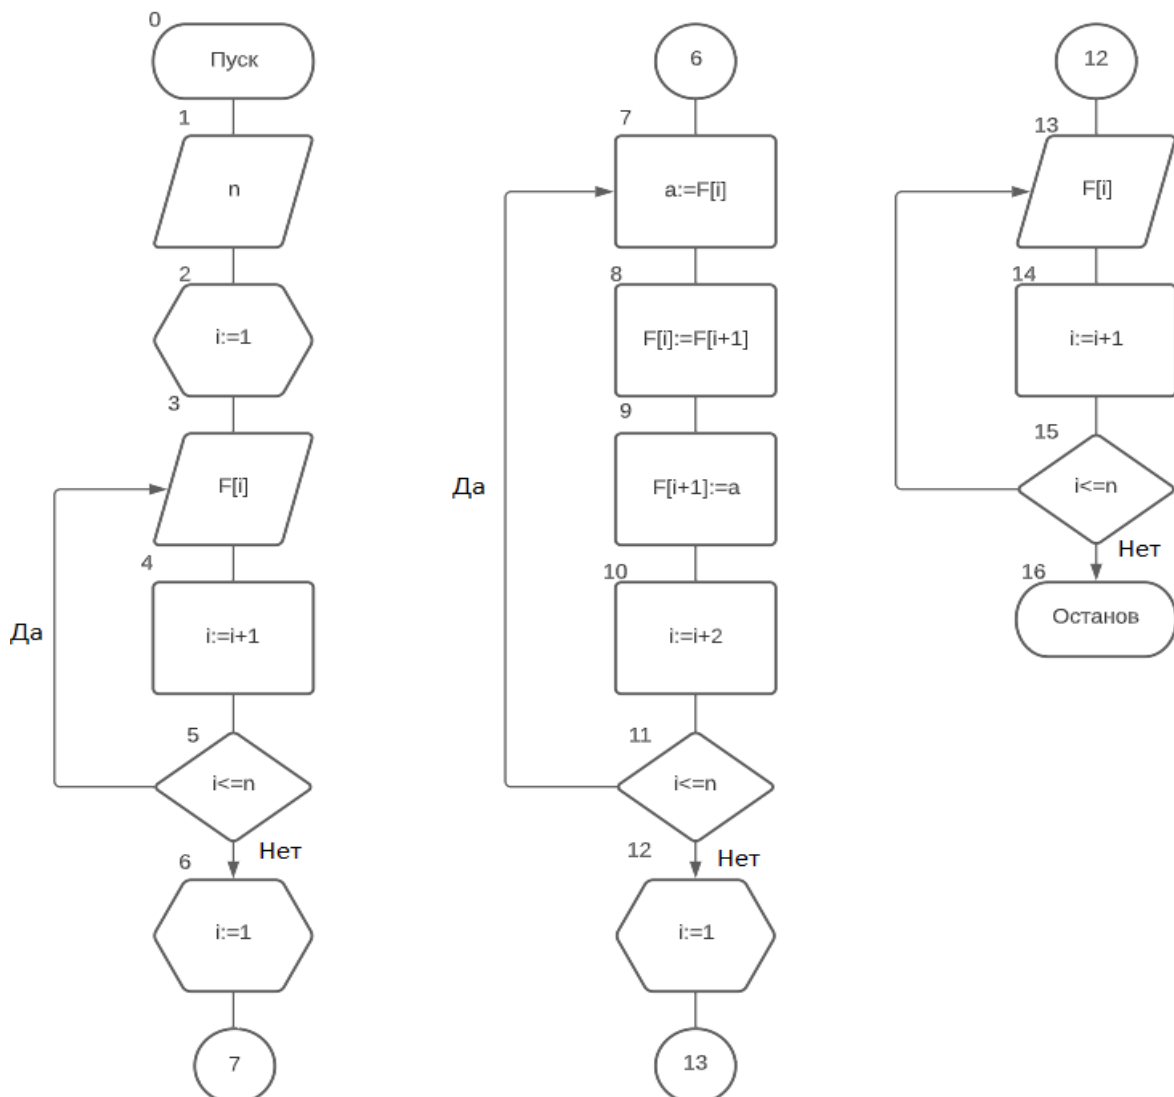 0
Пуск
1
n
2
i:=1
3
F[i]
4
Да
i:=i+1
5
i<=n
Нет
6
i:=1
7
6
7
a:=F[i]
8
F[i]:=F[i+1]
9
Да
F[i+1]:=a
10
i:=i+2
11
i<=n
12
Нет
i:=1
13
12
13
F[i]
14
i:=i+1
15
i<=n
Нет
16
Останов